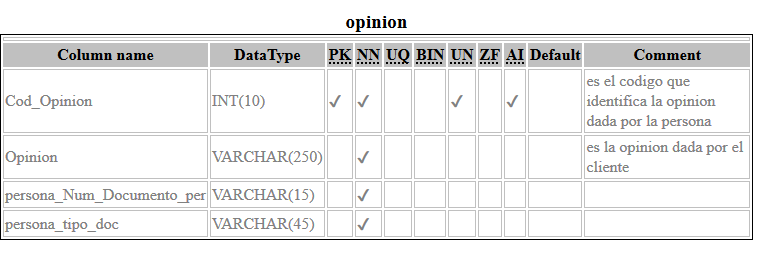 opinion
Column name DataType PK NN UQ BIN UN ZF AI Default Comment
Cod_Opinion INT(10) ✔ ✔ ✔ ✔ es el codigo que
identifica la opinion
dada por la persona
Opinion VARCHAR(250) ✔ es la opinion dada por el
cliente
persona_Num_Documento_per VARCHAR(15) ✔
persona_tipo_doc VARCHAR(45) ✔